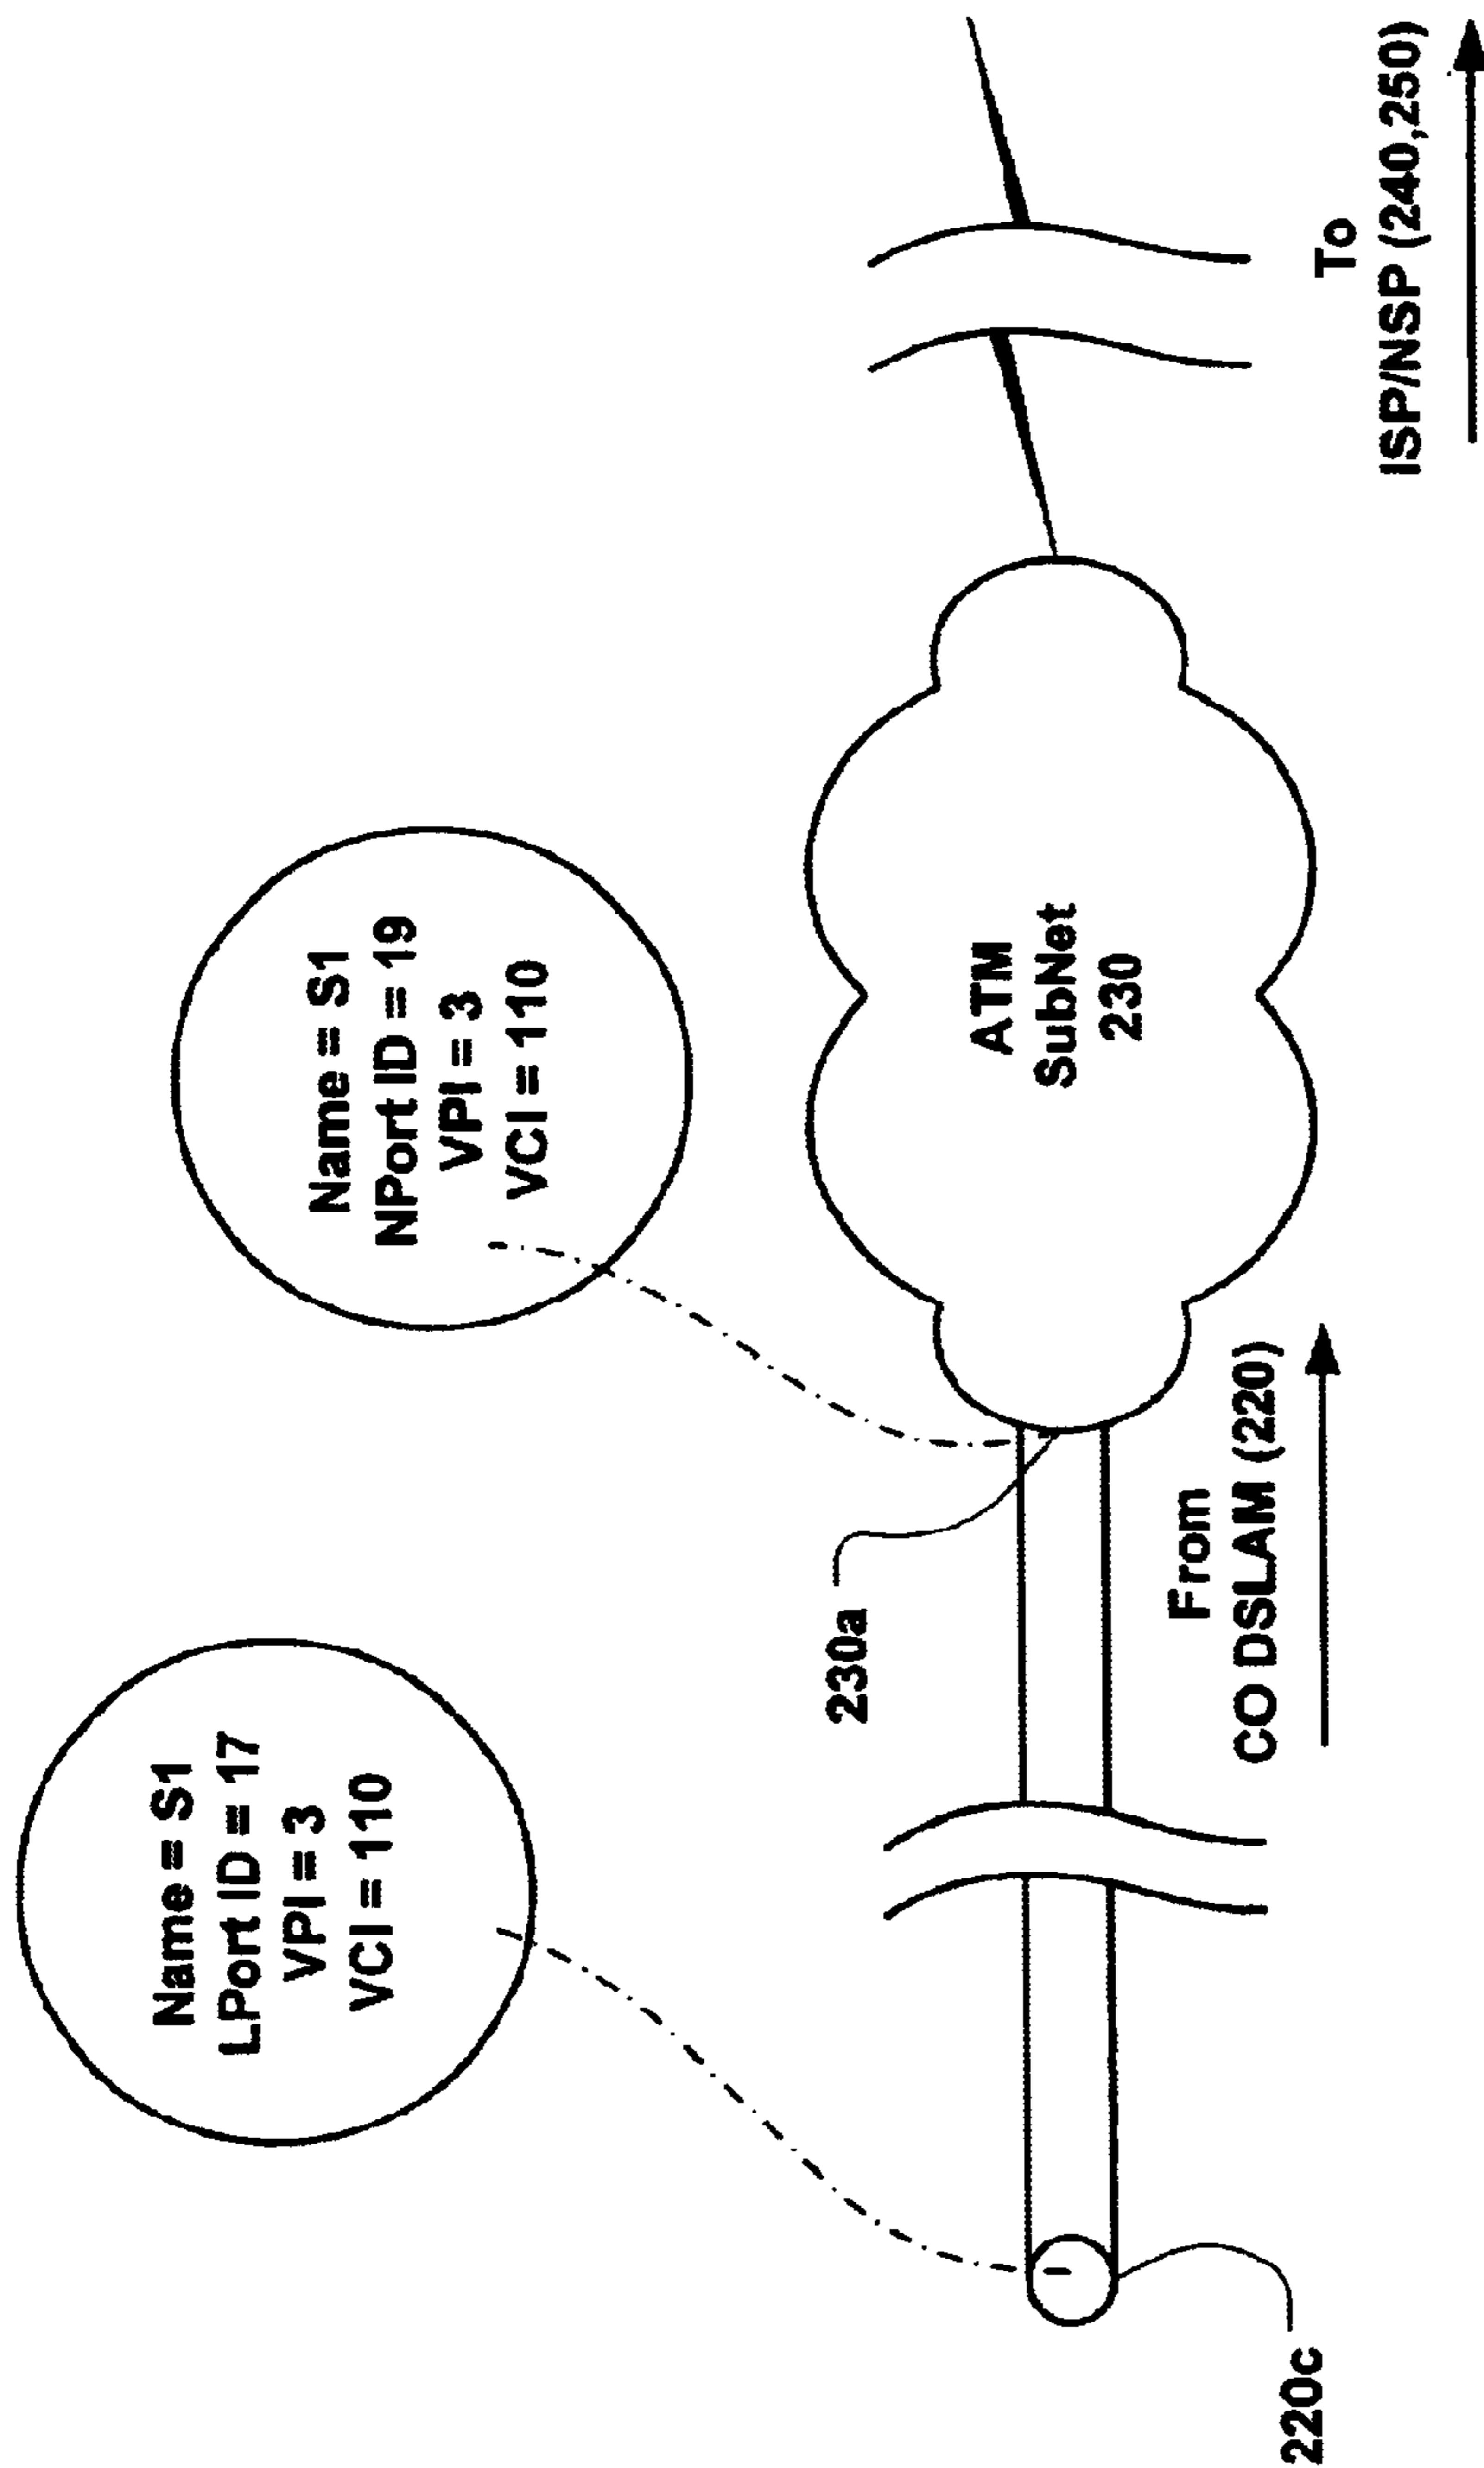 Name = S1
LPort ID = 17
VPI = 3
VCI = 110
Name = S1
NPort ID = 19
VPI = 3
VCI = 110
230a
ATM
SubNet
230
220c
From
CO DSLAM (220)
To
ISP/NSP (240,250)